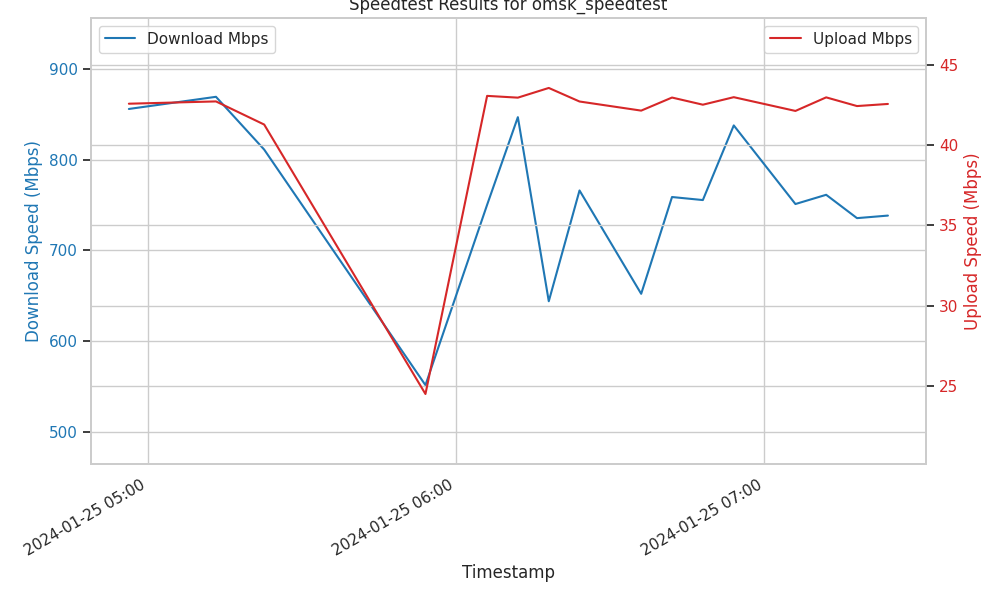 Speedtest Results for omsk_speedtest
Download Mbps
Upload Mbps
900
800
700
600
500
45
40
35
30
25
Download Speed (Mbps)
Upload Speed (Mbps)
2024-01-25 05:00
2024-01-25 06:00
2024-01-25 07:00
Timestamp